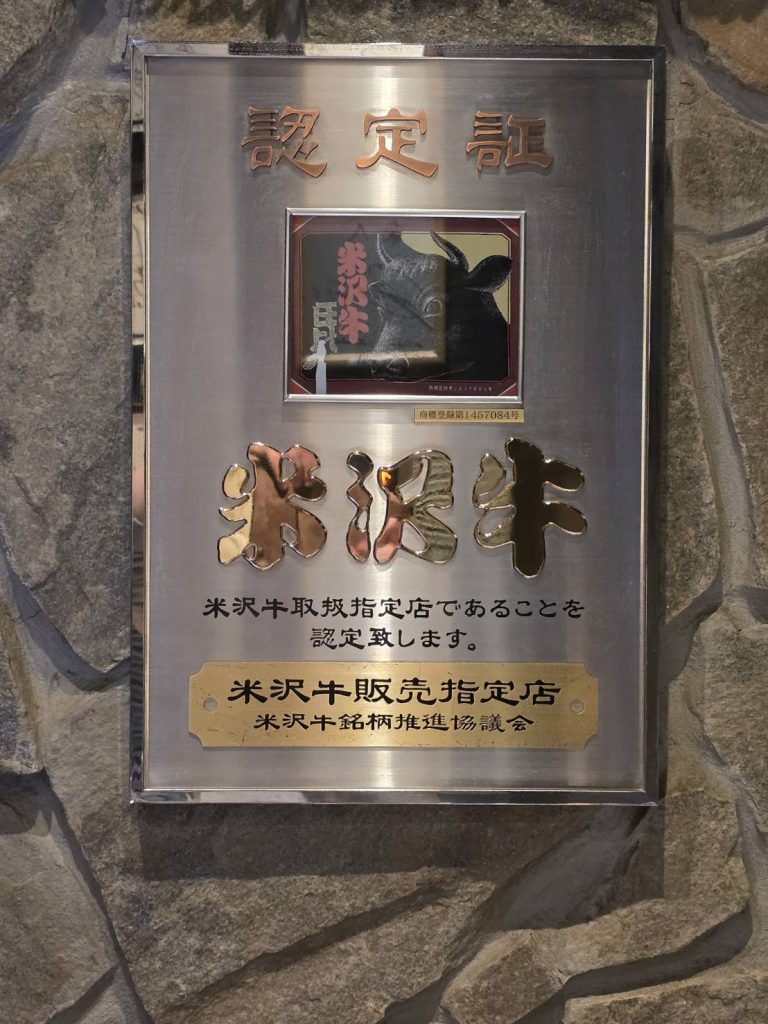 認定証
米沢牛
商標登録第1457084号
米沢牛
米沢牛取扱指定店であることを
認定致します。
米沢牛販売指定店
米沢牛銘柄推進協議会